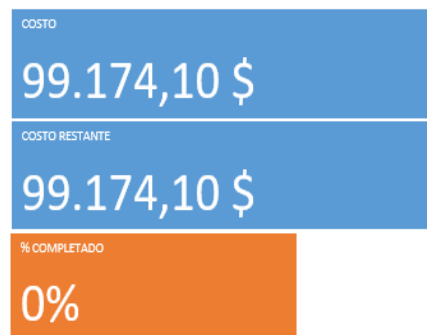 COSTO
99.174,10 $
COSTO RESTANTE
99.174,10 $
% COMPLETADO
0%